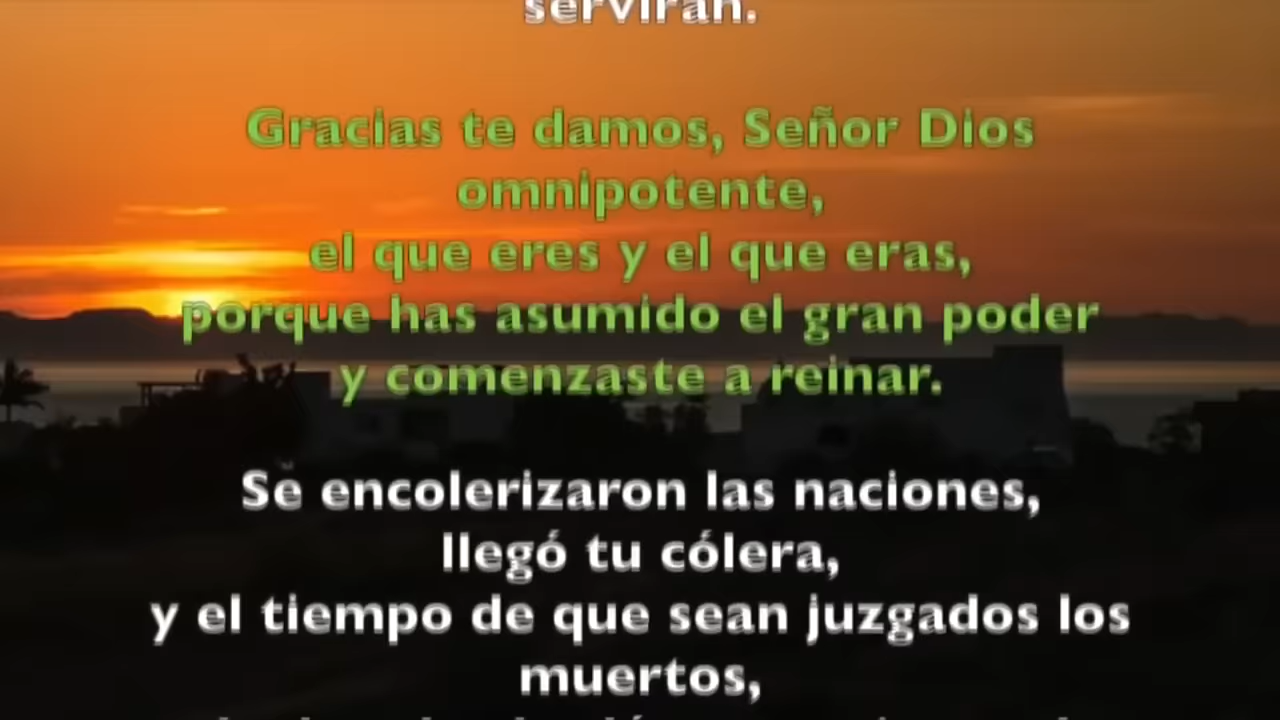 servirán.
Gracias te damos, Señor Dios
omnipotente,
el que eres y el que eras,
porque has asumido el gran poder
y comenzaste a reinar.
Se encolerizaron las naciones,
llegó tu cólera,
y el tiempo de que sean juzgados los
muertos,